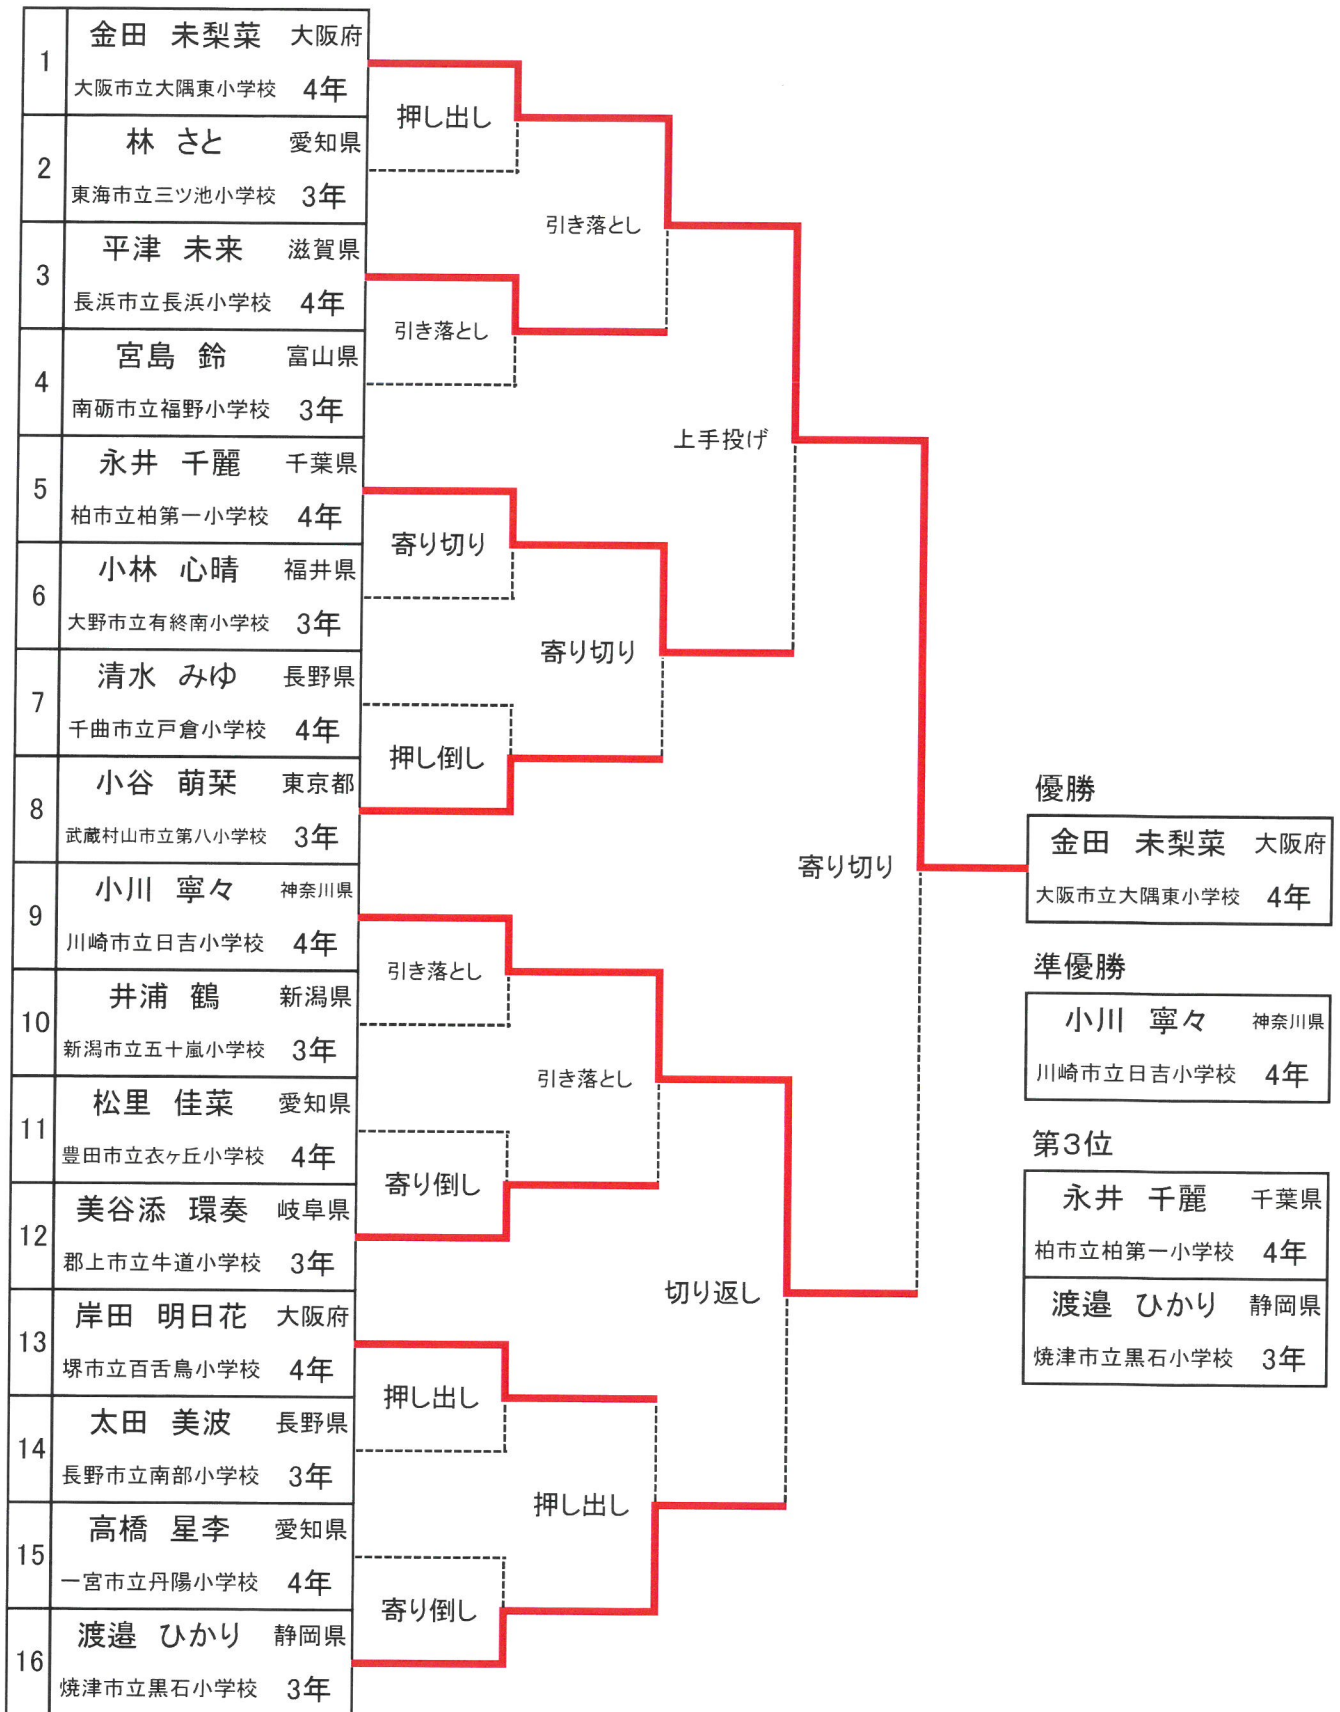 1 金田 未梨菜 大阪府
大阪市立大隅東小学校 4年
押し出し
2 林 さと 愛知県
東海市立三ツ池小学校 3年
引き落とし
3 平津 未来 滋賀県
長浜市立長浜小学校 4年
引き落とし
4 宮島 鈴 富山県
南砺市立福野小学校 3年
上手投げ
5 永井 千麗 千葉県
柏市立柏第一小学校 4年
寄り切り
6 小林 心晴 福井県
大野市立有終南小学校 3年
寄り切り
7 清水 みゆ 長野県
千曲市立戸倉小学校 4年
押し倒し
8 小谷 萌栞 東京都
武蔵村山市立第八小学校 3年
寄り切り
9 小川 寧々 神奈川県
川崎市立日吉小学校 4年
引き落とし
10 井浦 鶴 新潟県
新潟市立五十嵐小学校 3年
引き落とし
11 松里 佳菜 愛知県
豊田市立衣ヶ丘小学校 4年
寄り倒し
12 美谷添 環奏 岐阜県
郡上市立牛道小学校 3年
切り返し
13 岸田 明日花 大阪府
堺市立百舌鳥小学校 4年
押し出し
14 太田 美波 長野県
長野市立南部小学校 3年
押し出し
15 高橋 星李 愛知県
一宮市立丹陽小学校 4年
寄り倒し
16 渡邉 ひかり 静岡県
焼津市立黒石小学校 3年
優勝
金田 未梨菜 大阪府
大阪市立大隅東小学校 4年
準優勝
小川 寧々 神奈川県
川崎市立日吉小学校 4年
第3位
永井 千麗 千葉県
柏市立柏第一小学校 4年
渡邉 ひかり 静岡県
焼津市立黒石小学校 3年